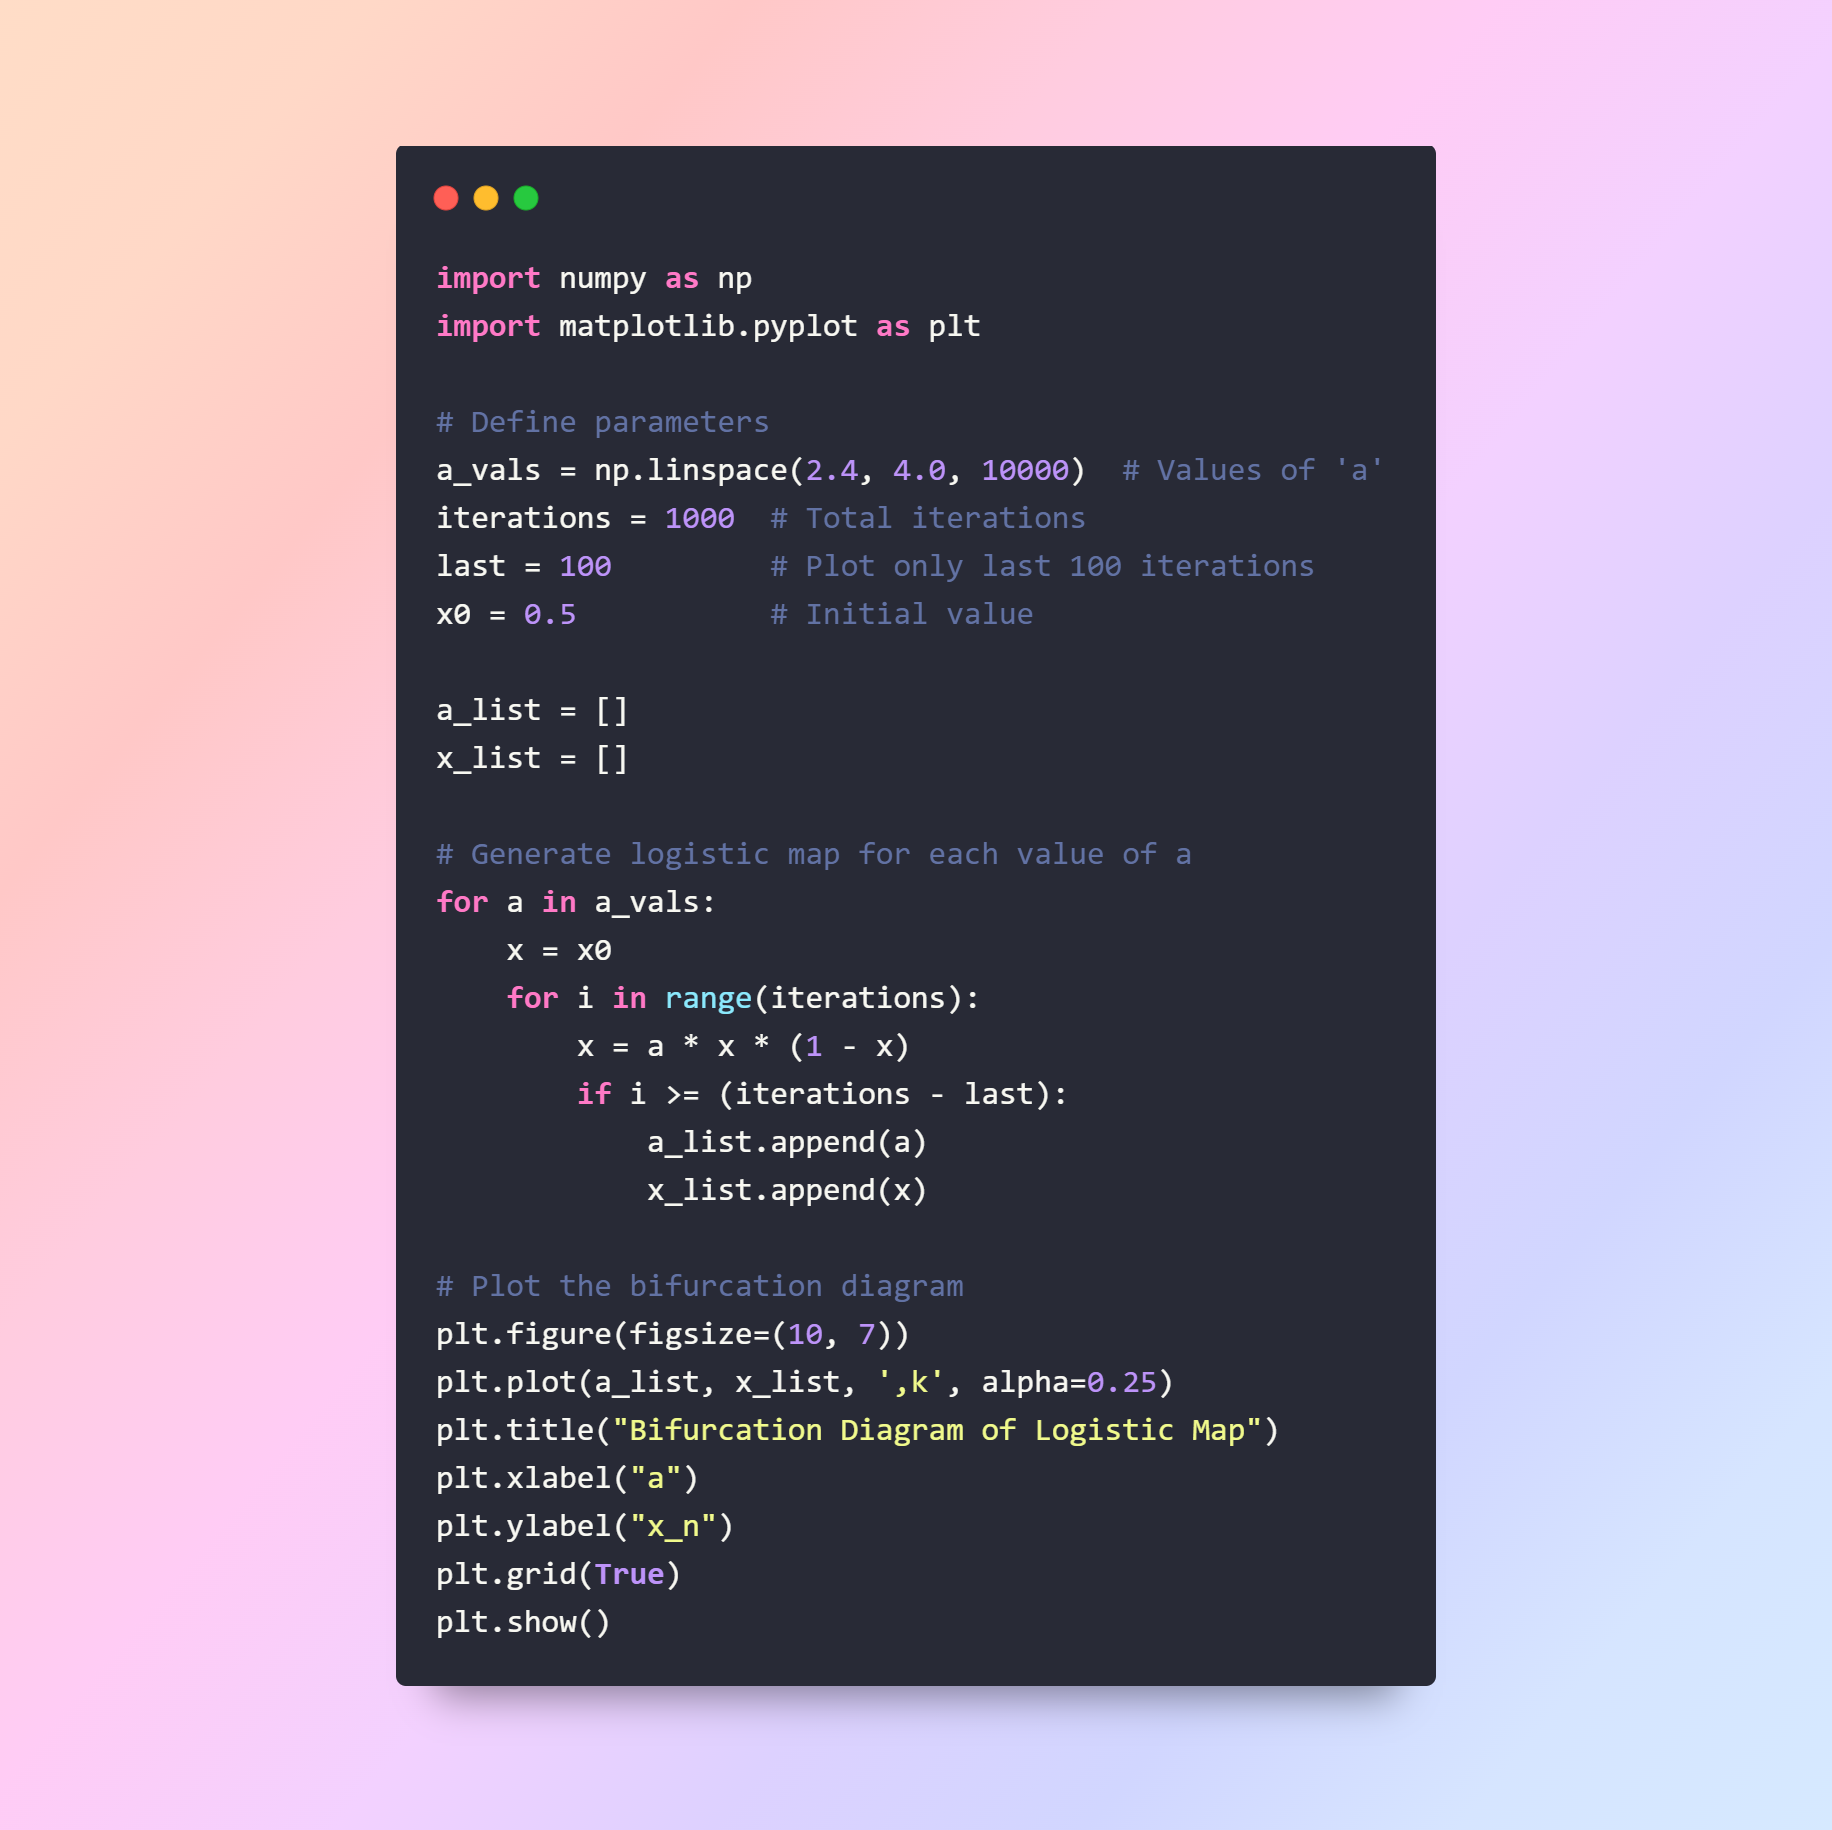 import numpy as np
import matplotlib.pyplot as plt

# Define parameters
a_vals = np.linspace(2.4, 4.0, 10000)  # Values of 'a'
iterations = 1000  # Total iterations
last = 100         # Plot only last 100 iterations
x0 = 0.5           # Initial value

a_list = []
x_list = []

# Generate logistic map for each value of a
for a in a_vals:
    x = x0
    for i in range(iterations):
        x = a * x * (1 - x)
        if i >= (iterations - last):
            a_list.append(a)
            x_list.append(x)

# Plot the bifurcation diagram
plt.figure(figsize=(10, 7))
plt.plot(a_list, x_list, ',k', alpha=0.25)
plt.title("Bifurcation Diagram of Logistic Map")
plt.xlabel("a")
plt.ylabel("x_n")
plt.grid(True)
plt.show()